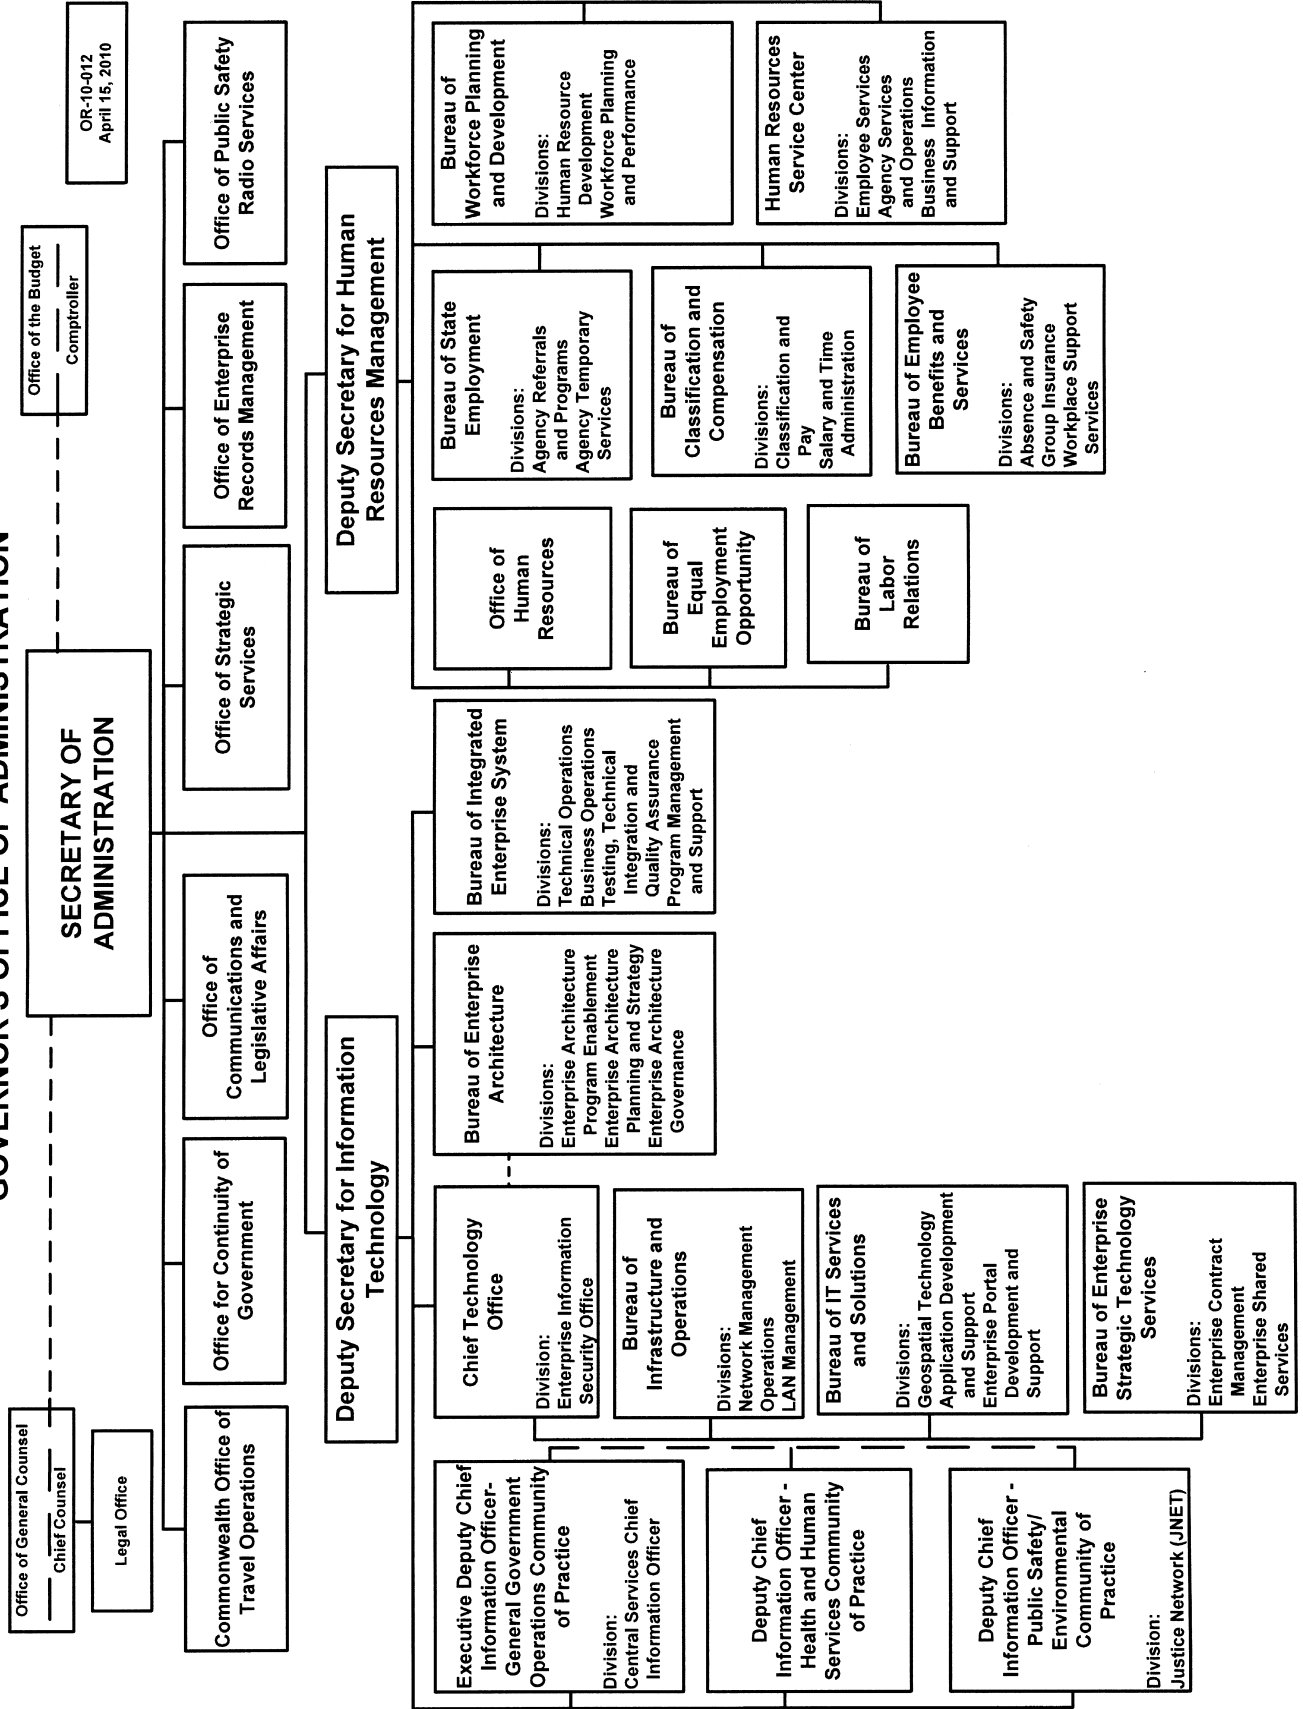 GOVERNOR'S OFFICE OF ADMINISTRATION
OR-10-012
April 15, 2010
Office of General Counsel
Chief Counsel
Legal Office
SECRETARY OF
ADMINISTRATION
Office of the Budget
Comptroller
Commonwealth Office of
Travel Operations
Office for Continuity of
Government
Office of
Communications and
Legislative Affairs
Office of Strategic
Services
Office of Enterprise
Records Management
Office of Public Safety
Radio Services
Deputy Secretary for Information
Technology
Deputy Secretary for Human
Resources Management
Executive Deputy Chief
Information Officer-
General Government
Operations Community
of Practice
Division:
Central Services Chief
Information Officer
Deputy Chief
Information Officer -
Health and Human
Services Community
of Practice
Deputy Chief
Information Officer -
Public Safety/
Environmental
Community of
Practice
Division:
Justice Network (JNET)
Chief Technology
Office
Division:
Enterprise Information
Security Office
Bureau of
Infrastructure and
Operations
Divisions:
Network Management
Operations
LAN Management
Bureau of IT Services
and Solutions
Divisions:
Geospatial Technology
Application Development
and Support
Enterprise Portal
Development and
Support
Bureau of Enterprise
Strategic Technology
Services
Divisions:
Enterprise Contract
Management
Enterprise Shared
Services
Bureau of Enterprise
Architecture
Divisions:
Enterprise Architecture
Program Enablement
Enterprise Architecture
Planning and Strategy
Enterprise Architecture
Governance
Bureau of Integrated
Enterprise System
Divisions:
Technical Operations
Business Operations
Testing, Technical
Integration and
Quality Assurance
Program Management
and Support
Office of
Human
Resources
Bureau of
Equal
Employment
Opportunity
Bureau of
Labor
Relations
Bureau of State
Employment
Divisions:
Agency Referrals
and Programs
Agency Temporary
Services
Bureau of
Classification and
Compensation
Divisions:
Classification and
Pay
Salary and Time
Administration
Bureau of Employee
Benefits and
Services
Divisions:
Absence and Safety
Group Insurance
Workplace Support
Services
Bureau of
Workforce Planning
and Development
Divisions:
Human Resource
Development
Workforce Planning
and Performance
Human Resources
Service Center
Divisions:
Employee Services
Agency Services
and Operations
Business Information
and Support